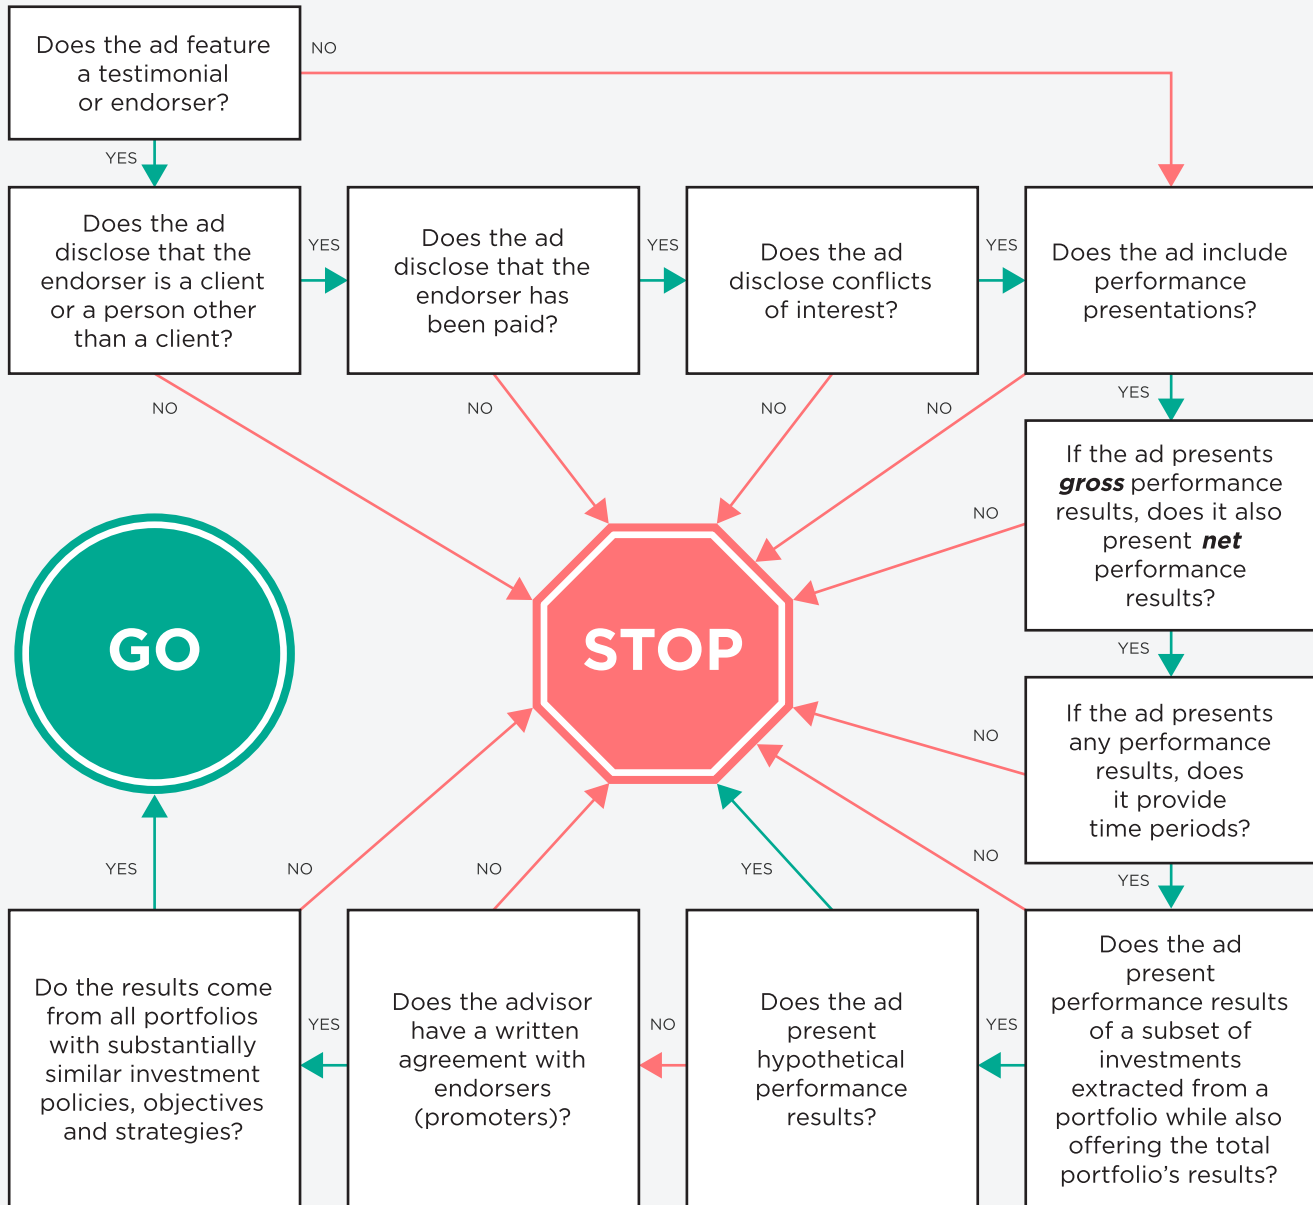 Does the ad feature
a testimonial
or endorser?
NO
YES
Does the ad
disclose that the
endorser is a client
or a person other
than a client?
YES
Does the ad
disclose that the
endorser has
been paid?
YES
Does the ad
disclose conflicts
of interest?
YES
Does the ad include
performance
presentations?
NO
NO
NO
NO
YES
If the ad presents
gross performance
results, does it also
present net
performance
results?
NO
YES
GO
STOP
If the ad presents
any performance
results, does
it provide
time periods?
NO
YES
YES
NO
NO
YES
NO
Do the results come
from all portfolios
with substantially
similar investment
policies, objectives
and strategies?
YES
Does the advisor
have a written
agreement with
endorsers
(promoters)?
NO
Does the ad
present
hypothetical
performance
results?
YES
Does the ad
present
performance results
of a subset of
investments
extracted from a
portfolio while also
offering the total
portfolio’s results?